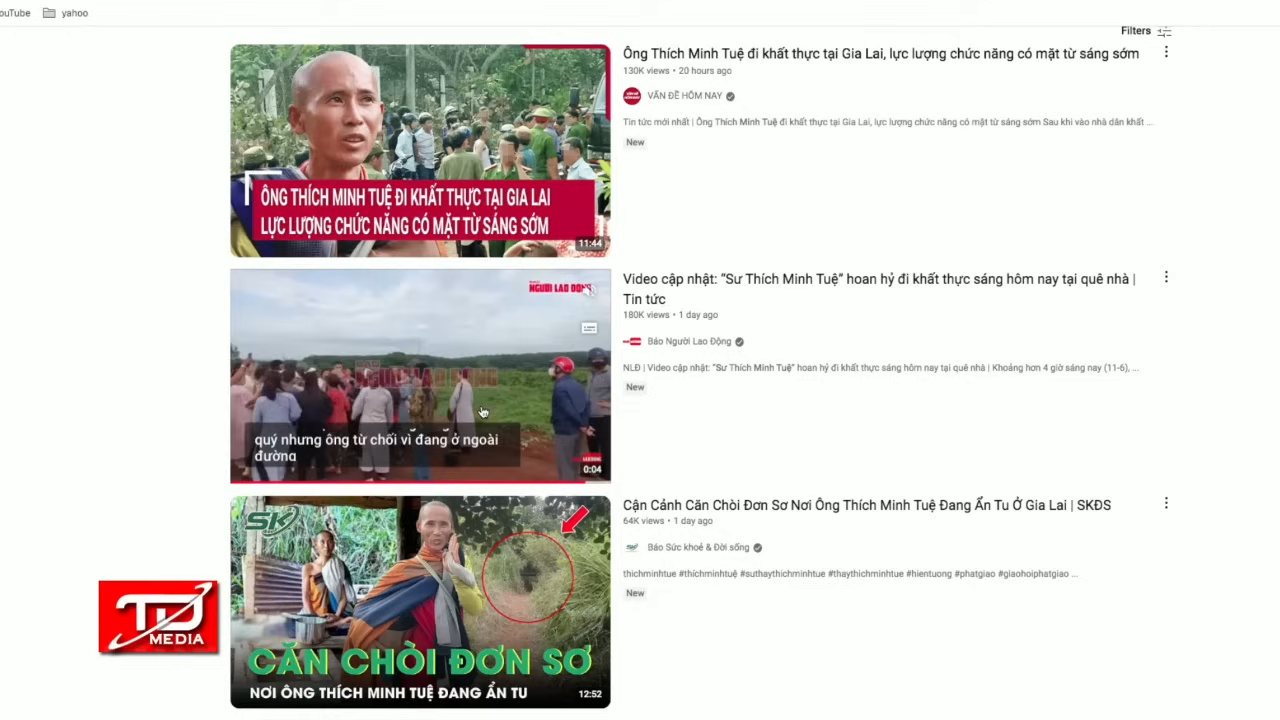 ouTube yahoo
Filters
Ông Thích Minh Tuệ đi khất thực tại Gia Lai, lực lượng chức năng có mặt từ sáng sớm
130K views • 20 hours ago
VẤN ĐỀ HÔM NAY
Tin tức mới nhất | Ông Thích Minh Tuệ đi khất thực tại Gia Lai, lực lượng chức năng có mặt từ sáng sớm Sau khi vào nhà dân khất ...
New
ÔNG THÍCH MINH TUỆ ĐI KHẤT THỰC TẠI GIA LAI
LỰC LƯỢNG CHỨC NĂNG CÓ MẶT TỪ SÁNG SỚM
11:44
Video cập nhật: “Sư Thích Minh Tuệ” hoan hỷ đi khất thực sáng hôm nay tại quê nhà |
Tin tức
180K views • 1 day ago
Báo Người Lao Động
NLĐ | Video cập nhật: "Sư Thích Minh Tuệ" hoan hỷ đi khất thực sáng hôm nay tại quê nhà | Khoảng hơn 4 giờ sáng nay (11-6), ...
New
NGƯỜI LAO ĐỘNG
NGƯỜI LAO ĐỘNG
quý nhưng ông từ chối vì đang ở ngoài
đường
0:04
Cận Cảnh Căn Chòi Đơn Sơ Nơi Ông Thích Minh Tuệ Đang Ẩn Tu Ở Gia Lai | SKĐS
64K views • 1 day ago
Báo Sức khoẻ & Đời sống
thichminhtue #thíchminhtuệ #suthaythichminhtue #thaythichminhtue #hientuong #phatgiao #giaohoiphatgiao ...
New
SK
CĂN CHÒI ĐƠN SƠ
NƠI ÔNG THÍCH MINH TUỆ ĐANG ẨN TU
12:52
TD
MEDIA